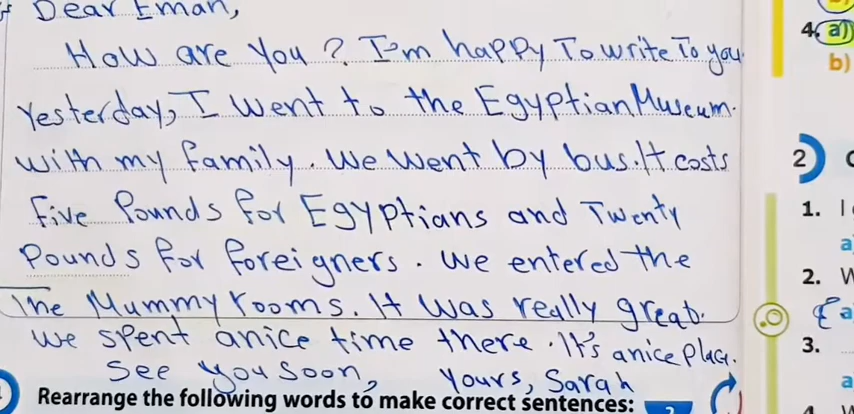 Dear Eman,
How are you? I'm happy To write To you.
Yesterday, I went to the Egyptian Museum.
with my family. We went by bus. It costs
five Pounds for Egyptians and Twenty
Pounds for foreigners. We entered the
The Mummy rooms. It was really great.
We spent anice time there. It's anice place.
See you soon, Yours, Sarah
Rearrange the following words to make correct sentences:
4. a)
b)
2
1. I
a
2. W
a
3.
a